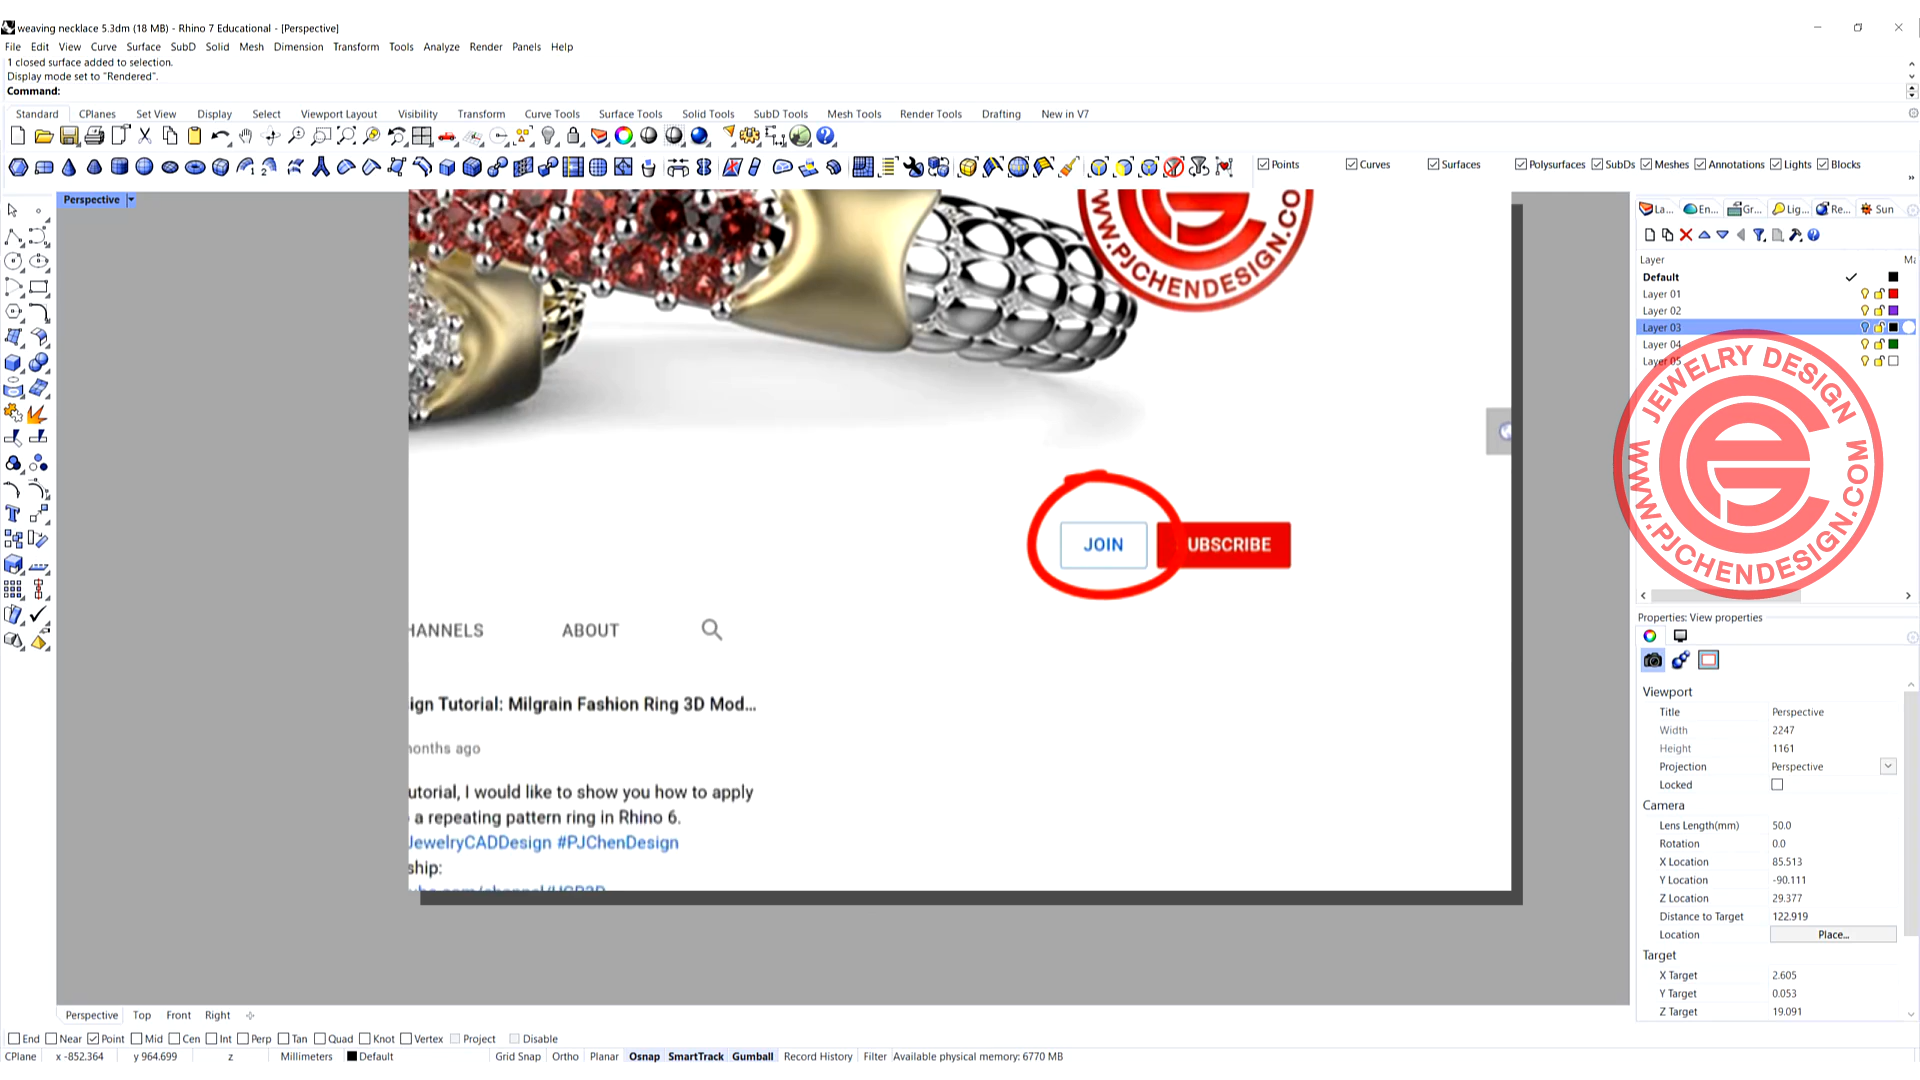 weaving necklace 5.3dm (18 MB) - Rhino 7 Educational - [Perspective]
File Edit View Curve Surface SubD Solid Mesh Dimension Transform Tools Analyze Render Panels Help
1 closed surface added to selection.
Display mode set to "Rendered".
Command:
Standard CPlanes Set View Display Select Viewport Layout Visibility Transform Curve Tools Surface Tools Solid Tools SubD Tools Mesh Tools Render Tools Drafting New in V7
Points Curves Surfaces Polysurfaces SubDs Meshes Annotations Lights Blocks
Perspective
WWW.PJCHENDESIGN.CO
JOIN
UBSCRIBE
HANNELS ABOUT
ign Tutorial: Milgrain Fashion Ring 3D Mod...
onths ago
utorial, I would like to show you how to apply
a repeating pattern ring in Rhino 6.
JewelryCADDesign #PJChenDesign
ship:
La... En... Gr... Lig... Re... Sun
Layer
Default
Layer 01
Layer 02
Layer 03
Layer 04
Layer 05
JEWELRY DESIGN
WWW.PJCHENDESIGN.COM
Properties: View properties
Viewport
Title Perspective
Width 2247
Height 1161
Projection Perspective
Locked
Camera
Lens Length(mm) 50.0
Rotation 0.0
X Location 85.513
Y Location -90.111
Z Location 29.377
Distance to Target 122.919
Location Place...
Target
X Target 2.605
Y Target 0.053
Z Target 19.091
Perspective Top Front Right
End Near Point Mid Cen Int Perp Tan Quad Knot Vertex Project Disable
CPlane x -852.364 y 964.699 z Millimeters Default Grid Snap Ortho Planar Osnap SmartTrack Gumball Record History Filter Available physical memory: 6770 MB